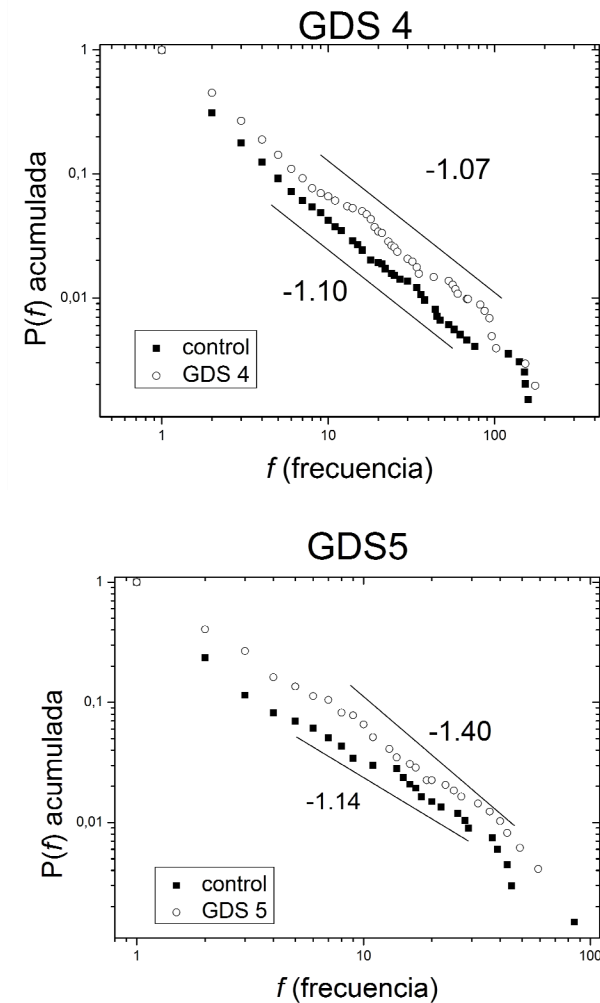 GDS 4
1
0,1
0,01
P(f) acumulada
-1.07
-1.10
control
GDS 4
1
10
100
f (frecuencia)
GDS5
1
0,1
0,01
P(f) acumulada
-1.40
-1.14
control
GDS 5
1
10
100
f (frecuencia)